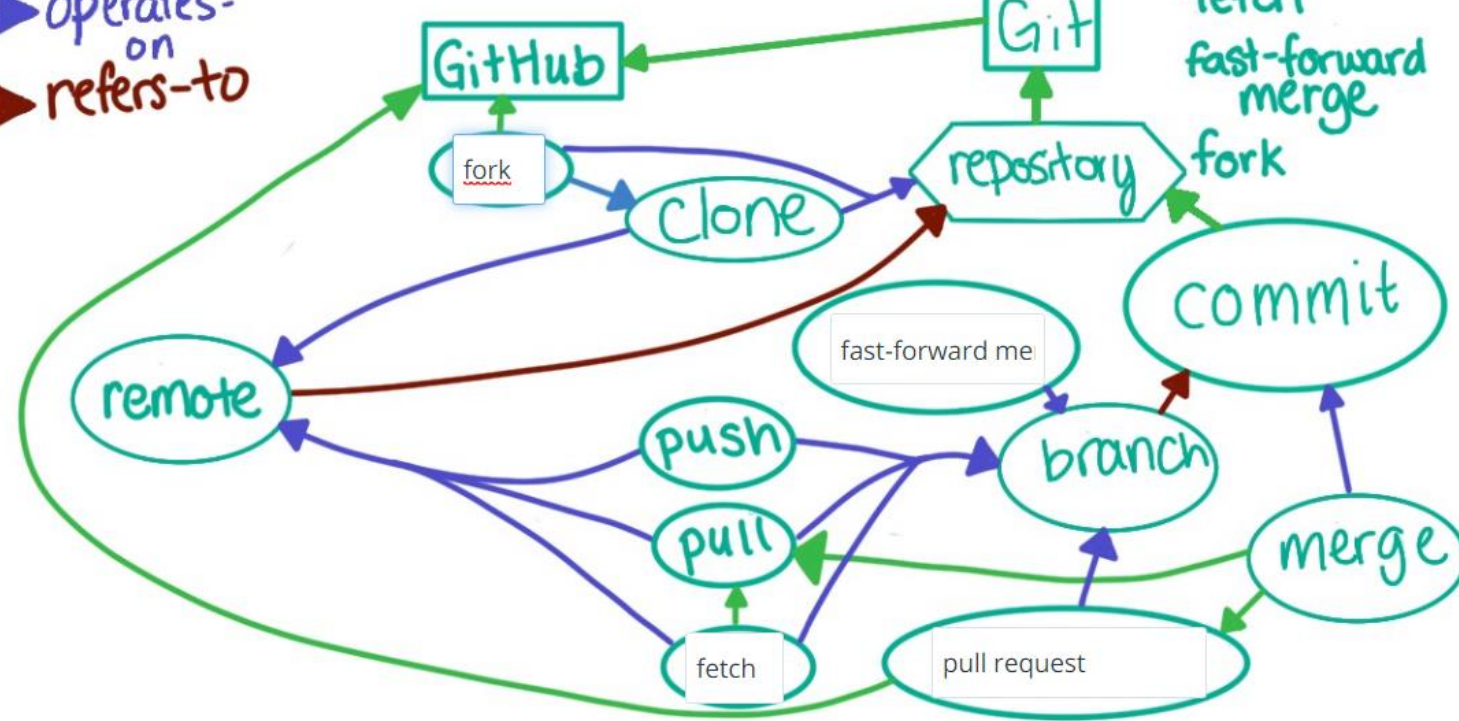 operates-
on
refers-to
GitHub
Git
fetch
fast-forward
merge
fork
fork
repository
clone
commit
fast-forward me
remote
push
branch
pull
merge
fetch
pull request